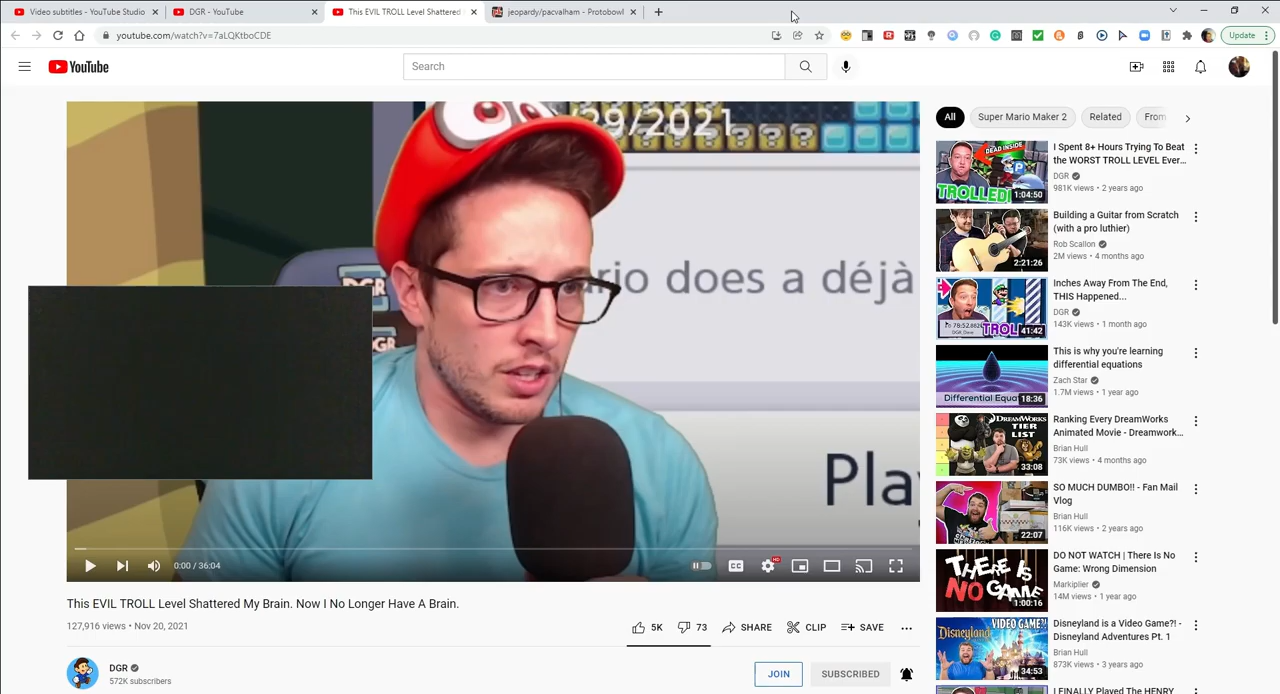 Video subtitles - YouTube Studio
DGR - YouTube
This EVIL TROLL Level Shattered
jeopardy/pacvalham - Protobowl
youtube.com/watch?v=7aLQKtboCDE
Update
YouTube
Search
29/2021
rio does a déjà
DGR
DGR
Play
0:00 / 36:04
CC
HD
This EVIL TROLL Level Shattered My Brain. Now I No Longer Have A Brain.
127,916 views • Nov 20, 2021
5K
73
SHARE
CLIP
SAVE
DGR
572K subscribers
JOIN
SUBSCRIBED
All
Super Mario Maker 2
Related
From
DEAD INSIDE
TROLLED
1:04:50
I Spent 8+ Hours Trying To Beat
the WORST TROLL LEVEL Ever...
DGR
981K views • 2 years ago
2:21:26
Building a Guitar from Scratch
(with a pro luthier)
Rob Scallon
2M views • 4 months ago
TROL
41:42
Inches Away From The End,
THIS Happened...
DGR
143K views • 1 month ago
Differential Equa
18:36
This is why you're learning
differential equations
Zach Star
1.7M views • 1 year ago
DREAMWORKS
TIER
LIST
33:08
Ranking Every DreamWorks
Animated Movie - Dreamwork...
Brian Hull
73K views • 4 months ago
22:07
SO MUCH DUMBO!! - Fan Mail
Vlog
Brian Hull
116K views • 2 years ago
THERE IS
NO GAME
1:00:16
DO NOT WATCH | There Is No
Game: Wrong Dimension
Markiplier
14M views • 1 year ago
VIDEO GAME?!
Disneyland
34:53
Disneyland is a Video Game?! -
Disneyland Adventures Pt. 1
Brian Hull
873K views • 3 years ago
I FINALLY Played The HENRY